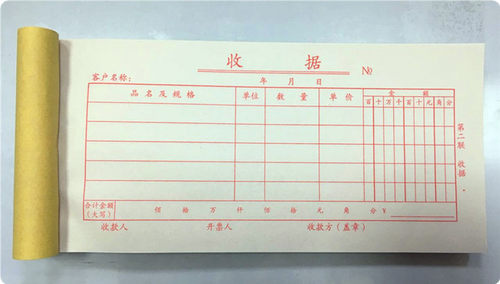 收 据
№
客户名称： 年 月 日
品名及规格 单位 数量 单价 金额
百 十 万 千 百 十 元 角 分
第二联 收据
合计金额（大写） 佰 拾 万 仟 佰 拾 元 角 分 ¥
收款人 开票人 收款方（盖章）